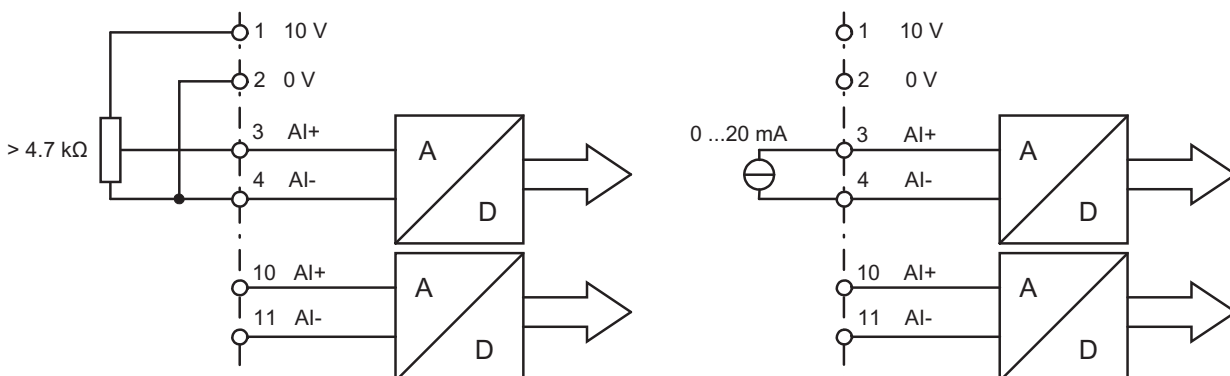 1 10 V
2 0 V
> 4.7 kΩ
3 AI+
4 AI-
A
D
10 AI+
11 AI-
A
D
1 10 V
2 0 V
0 ...20 mA
3 AI+
4 AI-
A
D
10 AI+
11 AI-
A
D